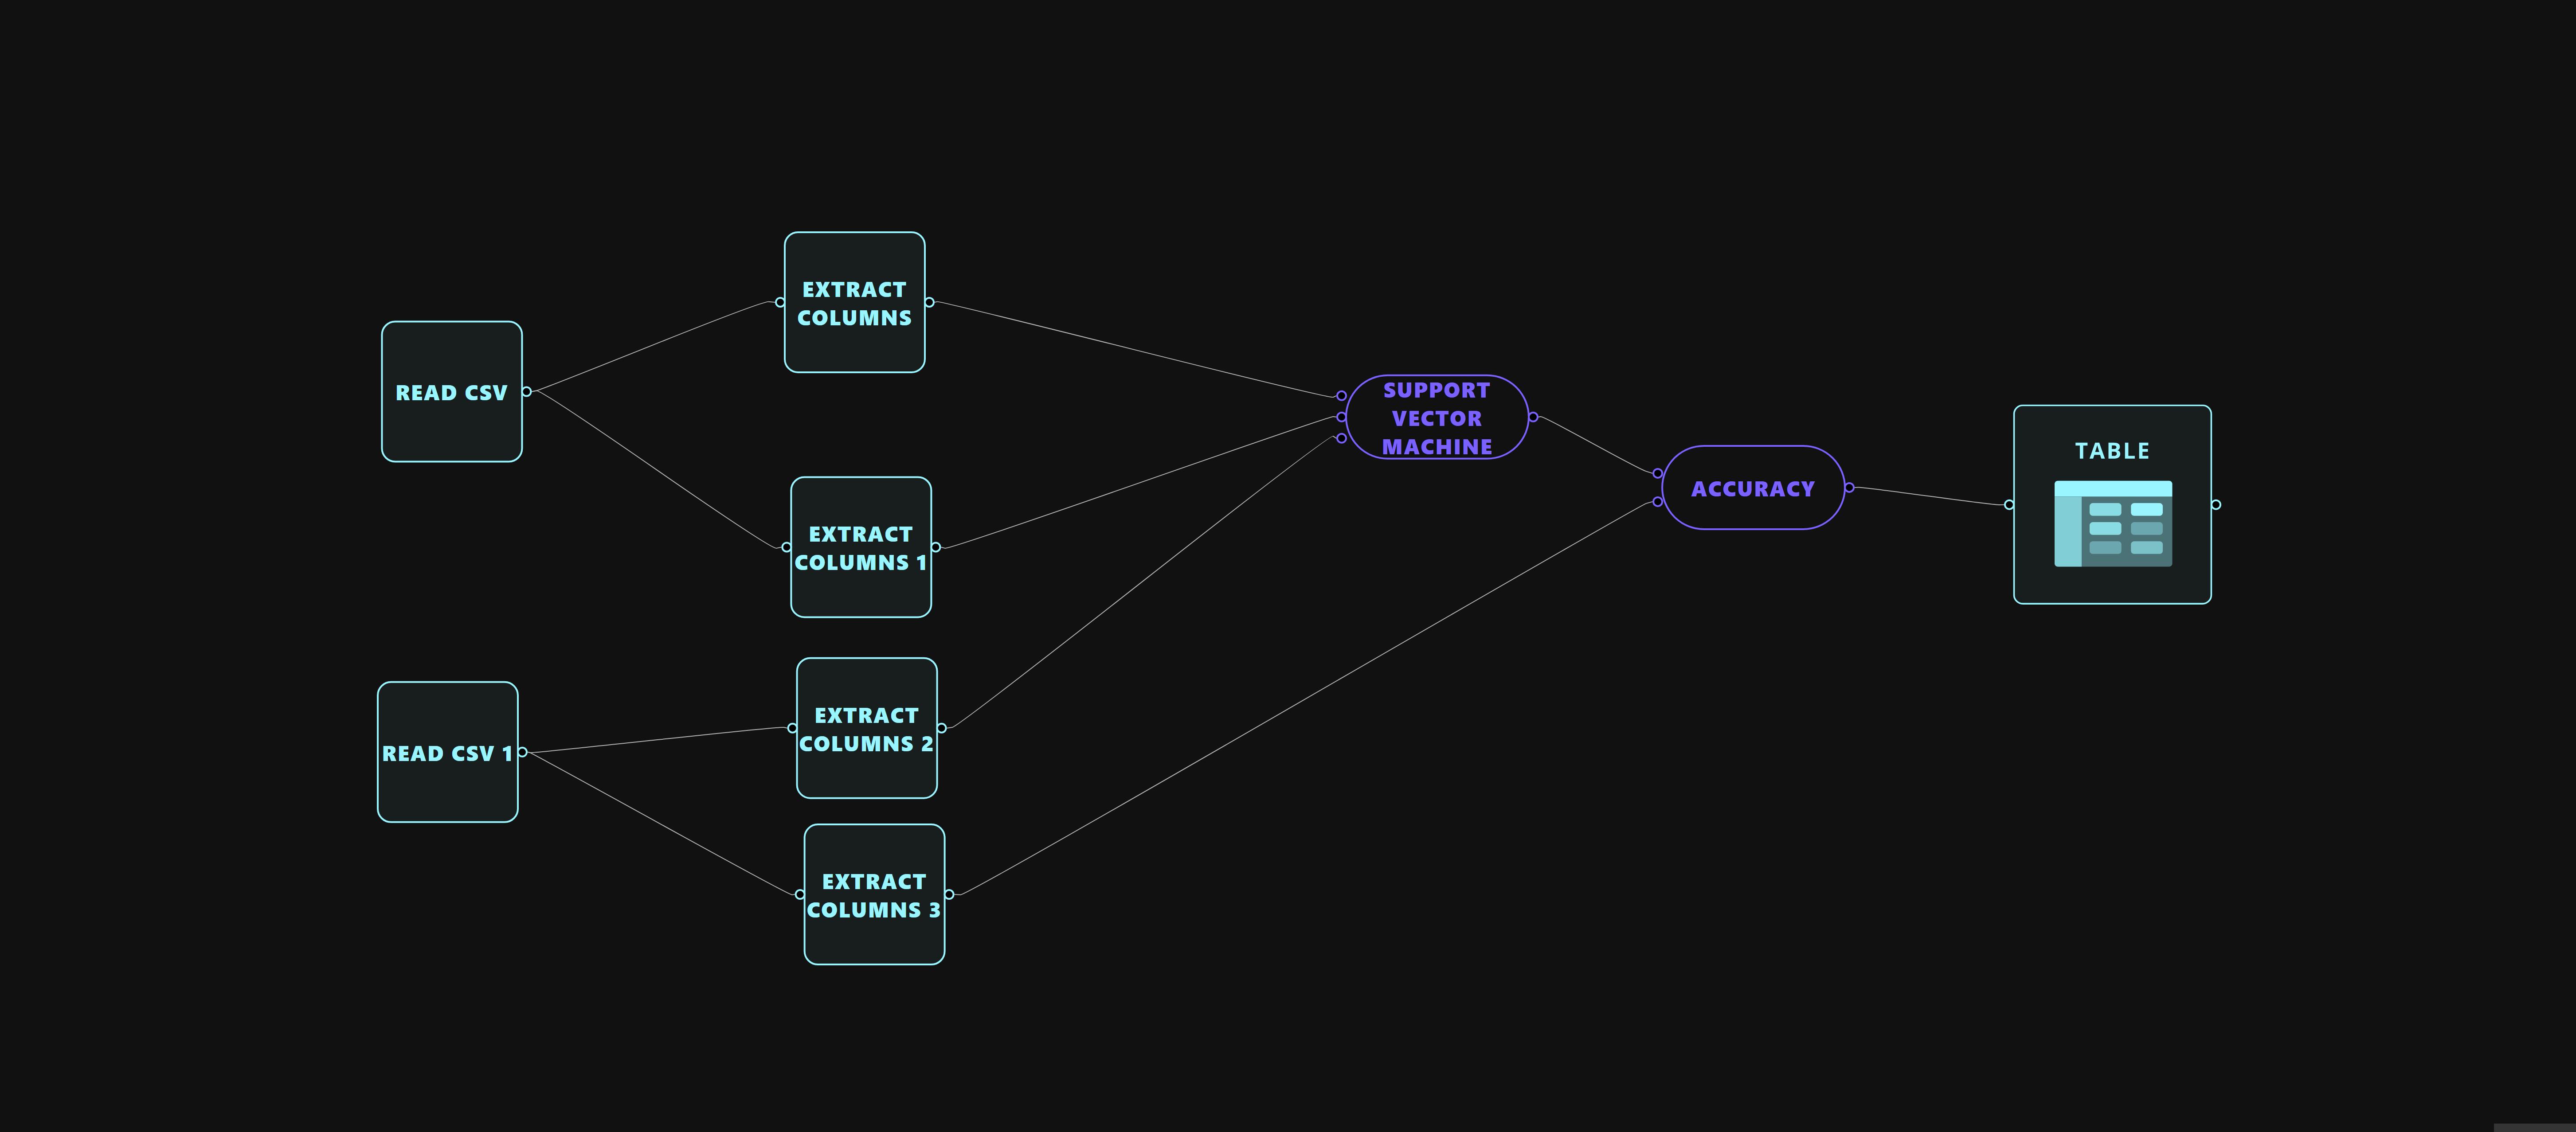 EXTRACT
COLUMNS
READ CSV
SUPPORT
VECTOR
MACHINE
TABLE
ACCURACY
EXTRACT
COLUMNS 1
EXTRACT
COLUMNS 2
READ CSV 1
EXTRACT
COLUMNS 3